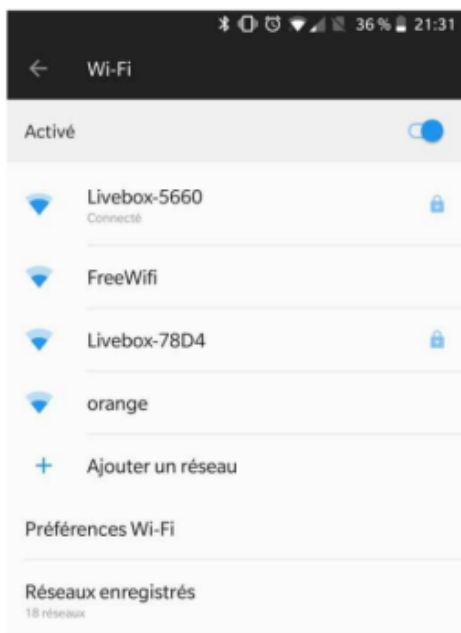 36 % 21:31
Wi-Fi
Activé
Livebox-5660
Connecté
FreeWifi
Livebox-78D4
orange
+ Ajouter un réseau
Préférences Wi-Fi
Réseaux enregistrés
18 réseaux